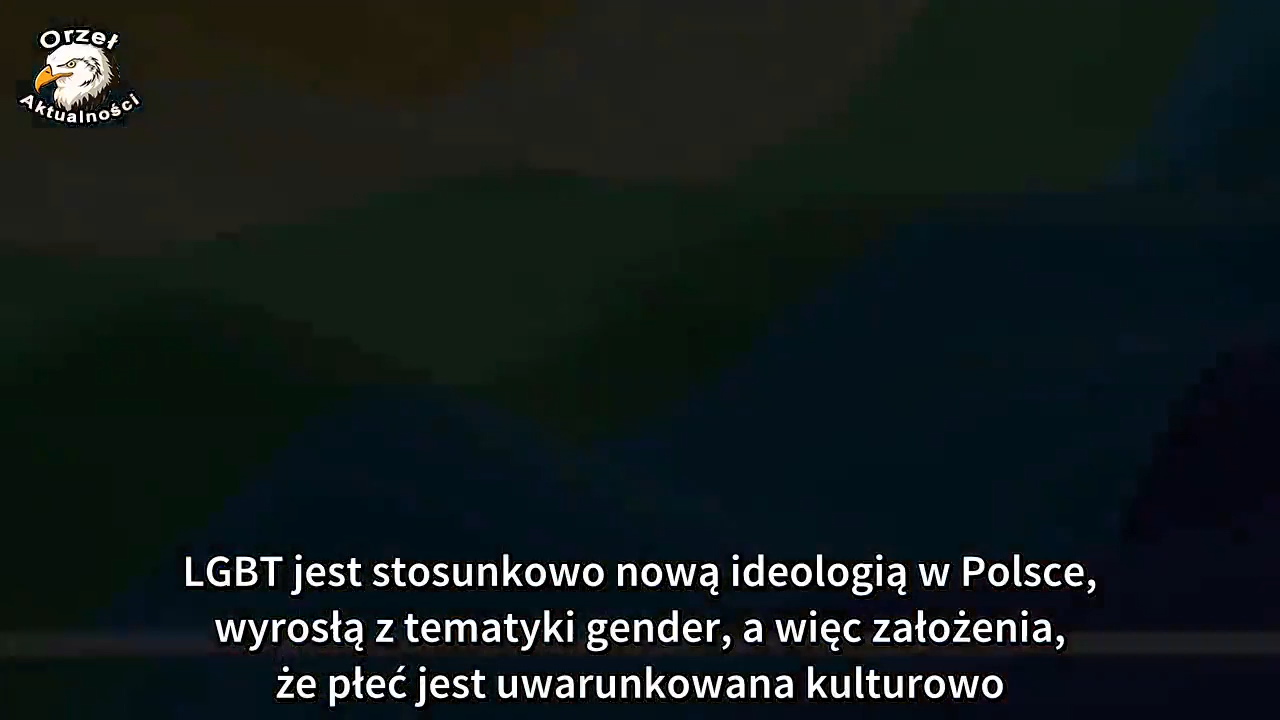 Orzeł
Aktualności
LGBT jest stosunkowo nową ideologią w Polsce,
wyrosłą z tematyki gender, a więc założenia,
że płeć jest uwarunkowana kulturowo